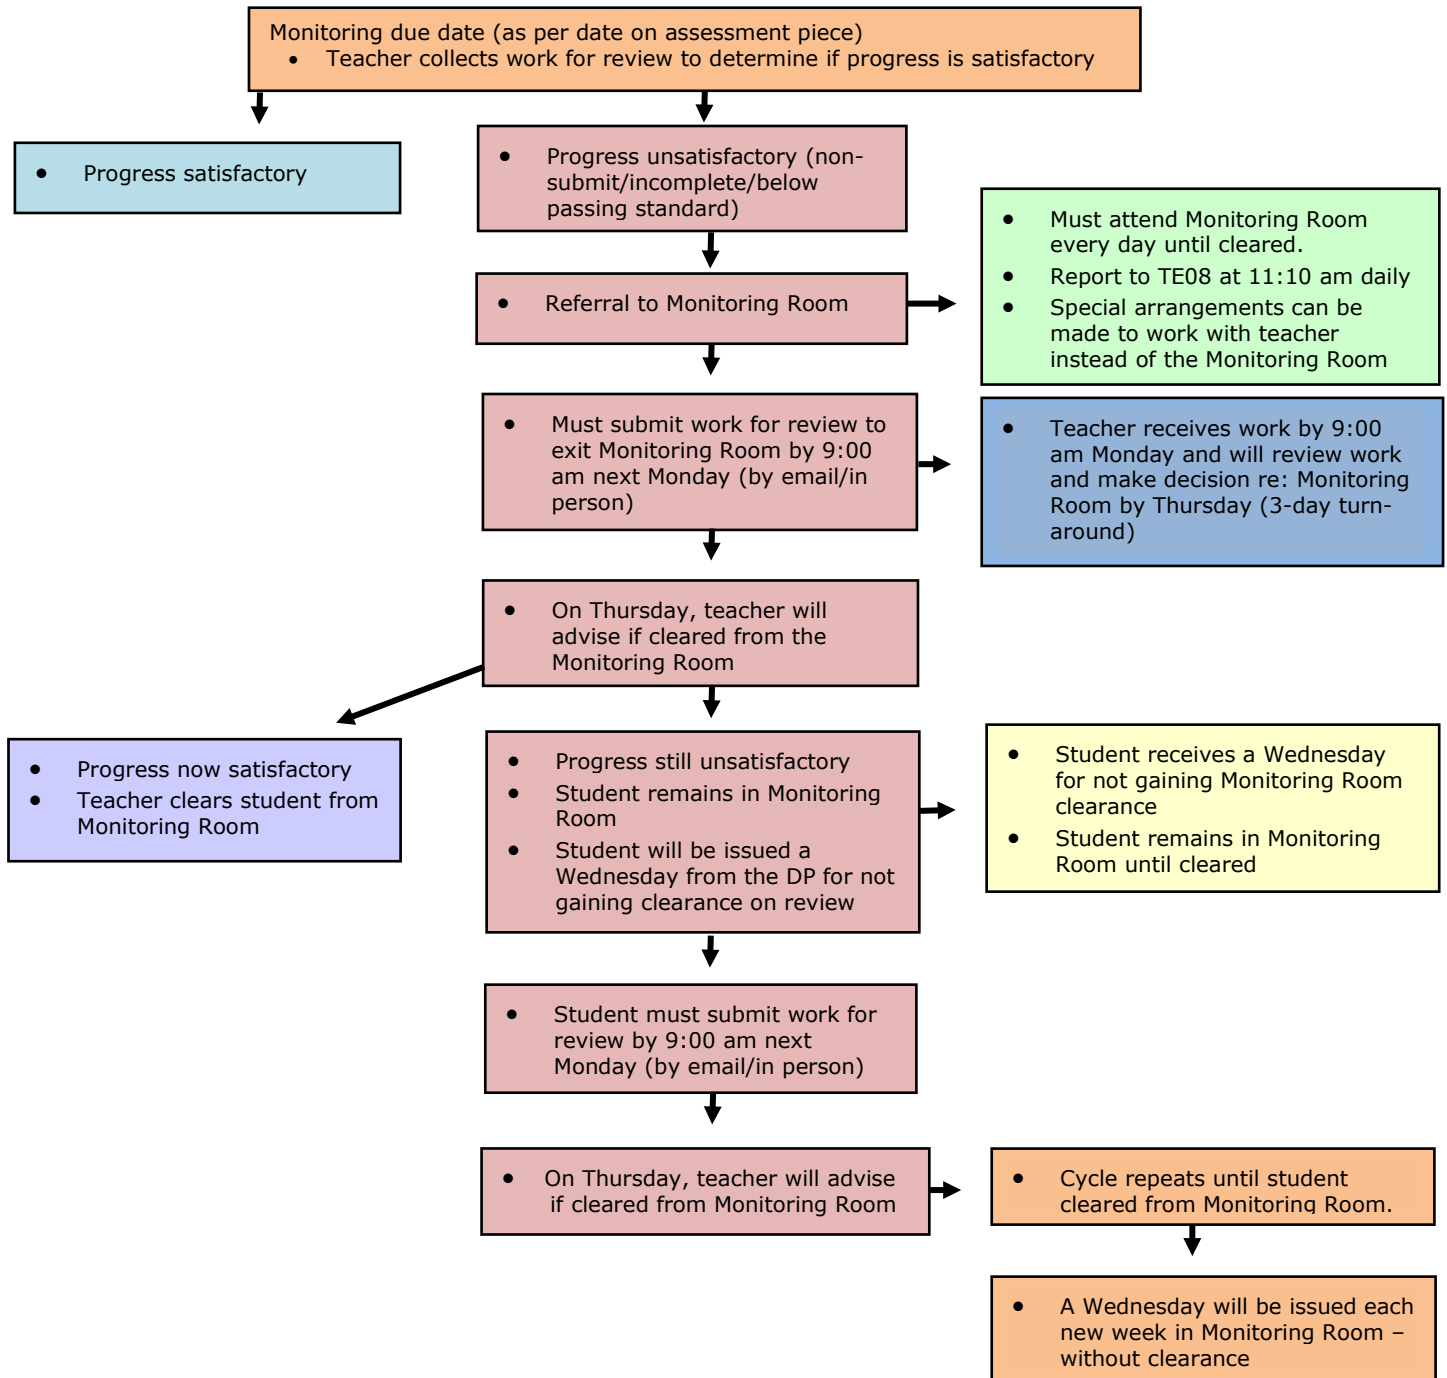 Monitoring due date (as per date on assessment piece)
• Teacher collects work for review to determine if progress is satisfactory
• Progress satisfactory
• Progress unsatisfactory (non-
submit/incomplete/below
passing standard)
• Referral to Monitoring Room
• Must attend Monitoring Room
every day until cleared.
• Report to TE08 at 11:10 am daily
• Special arrangements can be
made to work with teacher
instead of the Monitoring Room
• Must submit work for review to
exit Monitoring Room by 9:00
am next Monday (by email/in
person)
• Teacher receives work by 9:00
am Monday and will review work
and make decision re: Monitoring
Room by Thursday (3-day turn-
around)
• On Thursday, teacher will
advise if cleared from the
Monitoring Room
• Progress now satisfactory
• Teacher clears student from
Monitoring Room
• Progress still unsatisfactory
• Student remains in Monitoring
Room
• Student will be issued a
Wednesday from the DP for not
gaining clearance on review
• Student receives a Wednesday
for not gaining Monitoring Room
clearance
• Student remains in Monitoring
Room until cleared
• Student must submit work for
review by 9:00 am next
Monday (by email/in person)
• On Thursday, teacher will advise
if cleared from Monitoring Room
• Cycle repeats until student
cleared from Monitoring Room.
• A Wednesday will be issued each
new week in Monitoring Room –
without clearance